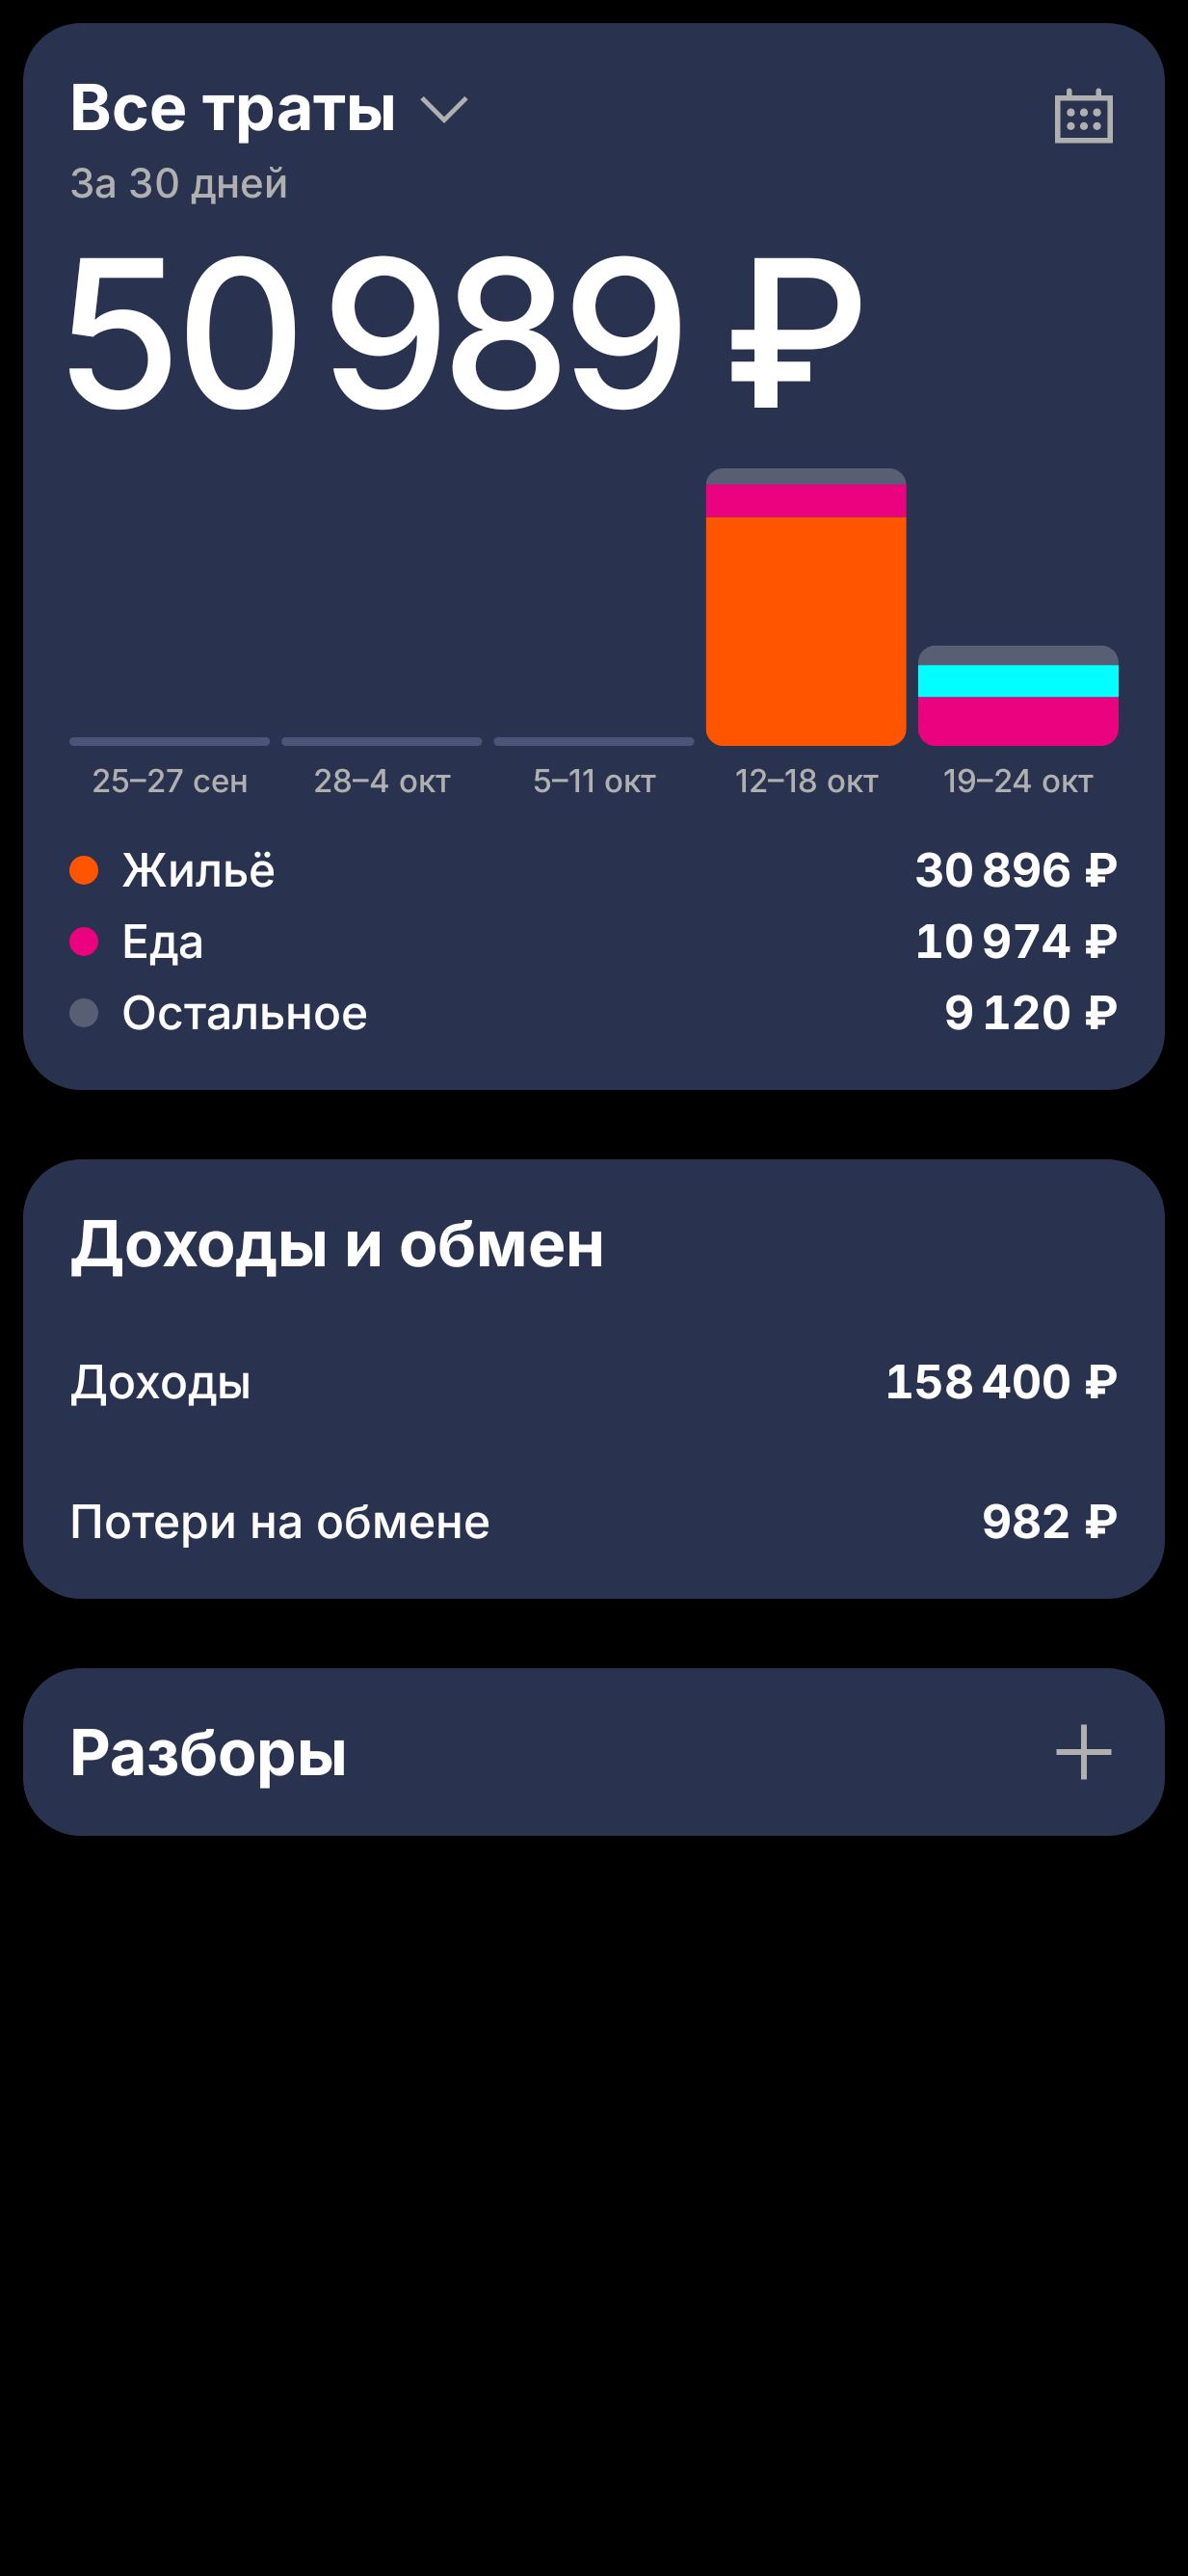 Все траты
За 30 дней
50 989 ₽
25–27 сен 28–4 окт 5–11 окт 12–18 окт 19–24 окт
Жильё 30 896 ₽
Еда 10 974 ₽
Остальное 9 120 ₽
Доходы и обмен
Доходы 158 400 ₽
Потери на обмене 982 ₽
Разборы